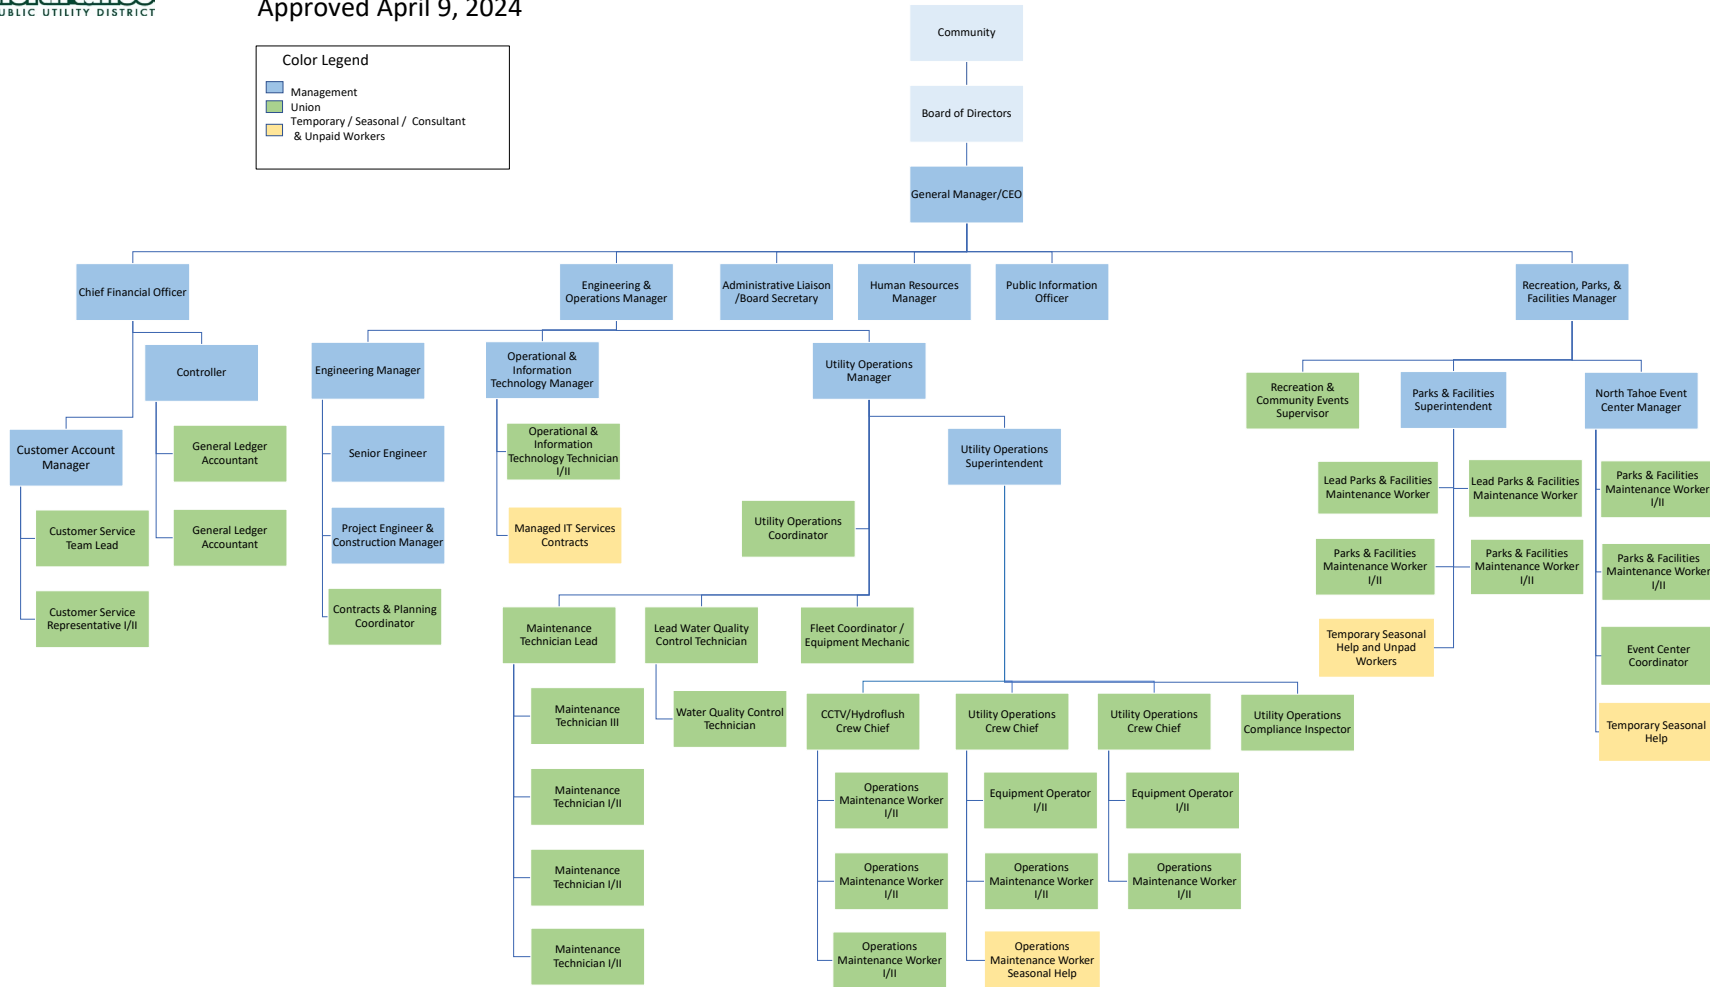 PUBLIC UTILITY DISTRICT
Approved April 9, 2024
Color Legend
Management
Union
Temporary / Seasonal / Consultant
& Unpaid Workers
Community
Board of Directors
General Manager/CEO
Chief Financial Officer
Engineering &
Operations Manager
Administrative Liaison
/Board Secretary
Human Resources
Manager
Public Information
Officer
Recreation, Parks, &
Facilities Manager
Controller
Engineering Manager
Operational &
Information
Technology Manager
Utility Operations
Manager
Recreation &
Community Events
Supervisor
Parks & Facilities
Superintendent
North Tahoe Event
Center Manager
Customer Account
Manager
General Ledger
Accountant
Senior Engineer
Operational &
Information
Technology Technician
I/II
Utility Operations
Superintendent
Lead Parks & Facilities
Maintenance Worker
Lead Parks & Facilities
Maintenance Worker
Parks & Facilities
Maintenance Worker
I/II
Customer Service
Team Lead
General Ledger
Accountant
Project Engineer &
Construction Manager
Managed IT Services
Contracts
Utility Operations
Coordinator
Parks & Facilities
Maintenance Worker
I/II
Parks & Facilities
Maintenance Worker
I/II
Parks & Facilities
Maintenance Worker
I/II
Customer Service
Representative I/II
Contracts & Planning
Coordinator
Maintenance
Technician Lead
Lead Water Quality
Control Technician
Fleet Coordinator /
Equipment Mechanic
Temporary Seasonal
Help and Unpad
Workers
Event Center
Coordinator
Maintenance
Technician III
Water Quality Control
Technician
CCTV/Hydroflush
Crew Chief
Utility Operations
Crew Chief
Utility Operations
Crew Chief
Utility Operations
Compliance Inspector
Temporary Seasonal
Help
Maintenance
Technician I/II
Operations
Maintenance Worker
I/II
Equipment Operator
I/II
Equipment Operator
I/II
Maintenance
Technician I/II
Operations
Maintenance Worker
I/II
Operations
Maintenance Worker
I/II
Operations
Maintenance Worker
I/II
Maintenance
Technician I/II
Operations
Maintenance Worker
I/II
Operations
Maintenance Worker
Seasonal Help